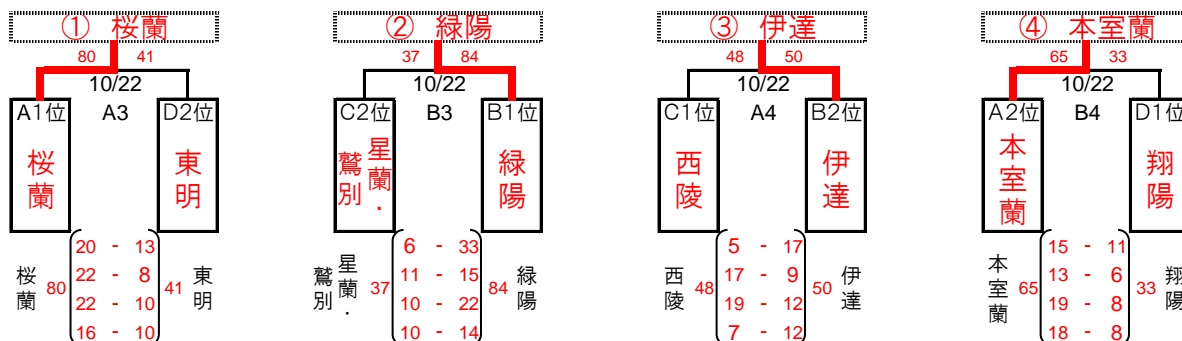 ① 桜蘭
80 41
10/22
A1位 A3 D2位
桜蘭 東明
桜蘭 80 41 東明
20 - 13
22 - 8
22 - 10
16 - 10
② 緑陽
37 84
10/22
C2位 B3 B1位
星蘭・鷲別 緑陽
星蘭・鷲別 37 84 緑陽
6 - 33
11 - 15
10 - 22
10 - 14
③ 伊達
48 50
10/22
C1位 A4 B2位
西陵 伊達
西陵 48 50 伊達
5 - 17
17 - 9
19 - 12
7 - 12
④ 本室蘭
65 33
10/22
A2位 B4 D1位
本室蘭 翔陽
本室蘭 65 33 翔陽
15 - 11
13 - 6
19 - 8
18 - 8